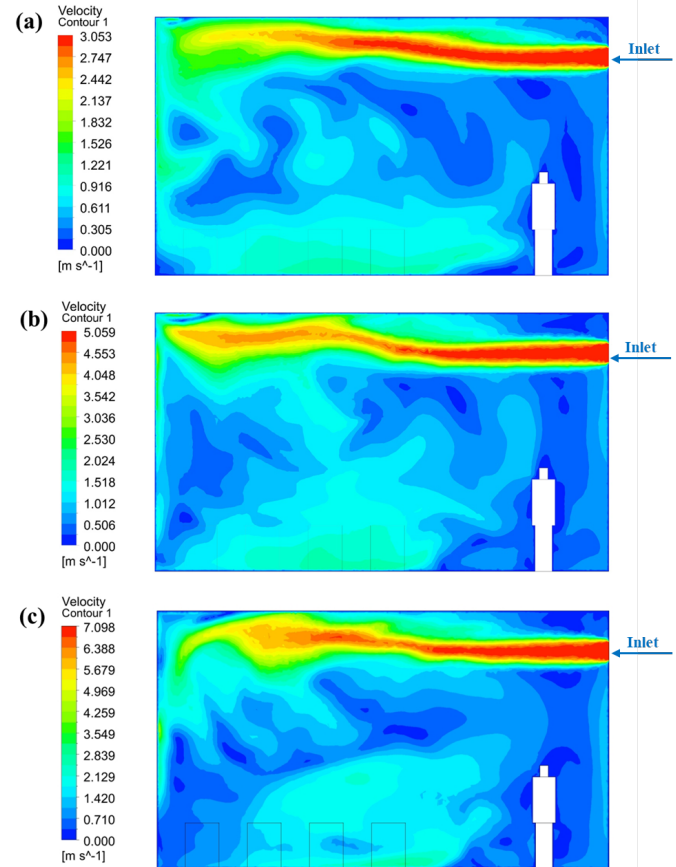 (a)
Velocity
Contour 1
3.053
2.747
2.442
2.137
1.832
1.526
1.221
0.916
0.611
0.305
0.000
[m s^-1]
Inlet
(b)
Velocity
Contour 1
5.059
4.553
4.048
3.542
3.036
2.530
2.024
1.518
1.012
0.506
0.000
[m s^-1]
Inlet
(c)
Velocity
Contour 1
7.098
6.388
5.679
4.969
4.259
3.549
2.839
2.129
1.420
0.710
0.000
[m s^-1]
Inlet